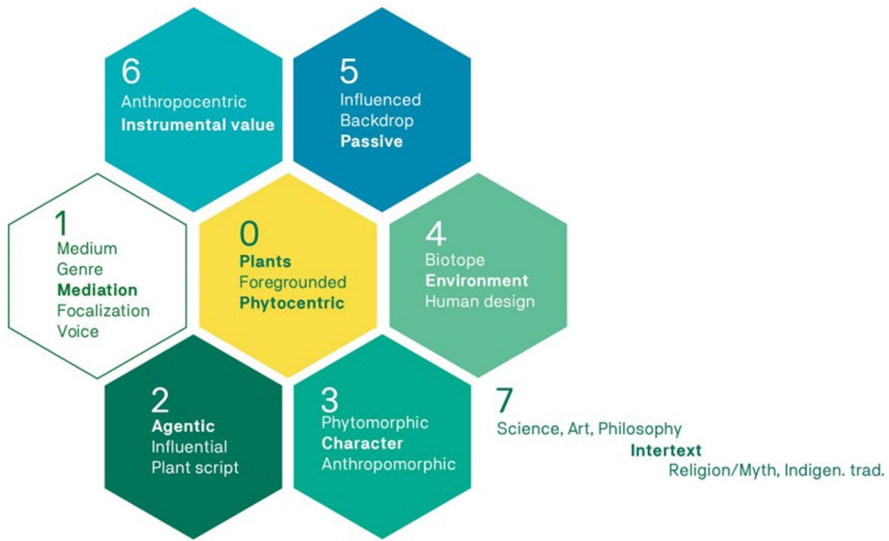 6
Anthropocentric
Instrumental value
5
Influenced
Backdrop
Passive
1
Medium
Genre
Mediation
Focalization
Voice
0
Plants
Foregrounded
Phytocentric
4
Biotope
Environment
Human design
2
Agentic
Influential
Plant script
3
Phytomorphic
Character
Anthropomorphic
7
Science, Art, Philosophy
Intertext
Religion/Myth, Indigen. trad.